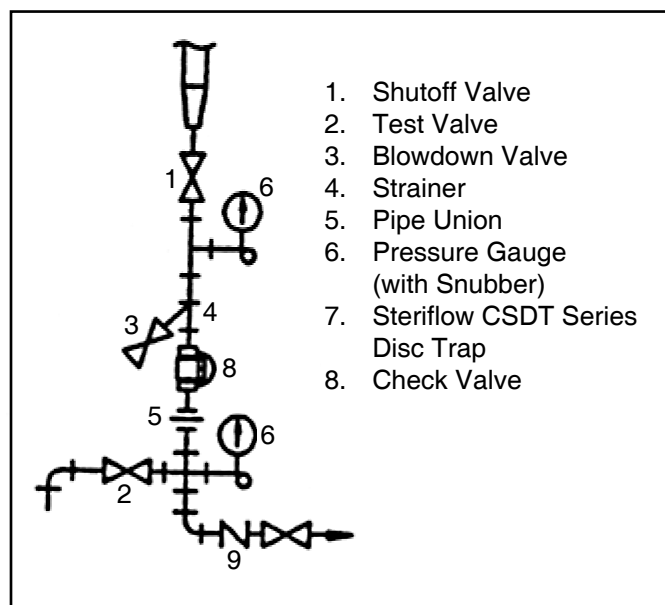 1. Shutoff Valve
2. Test Valve
3. Blowdown Valve
4. Strainer
5. Pipe Union
6. Pressure Gauge
(with Snubber)
7. Steriflow CSDT Series
Disc Trap
8. Check Valve
1
6
3
4
8
5
6
2
9